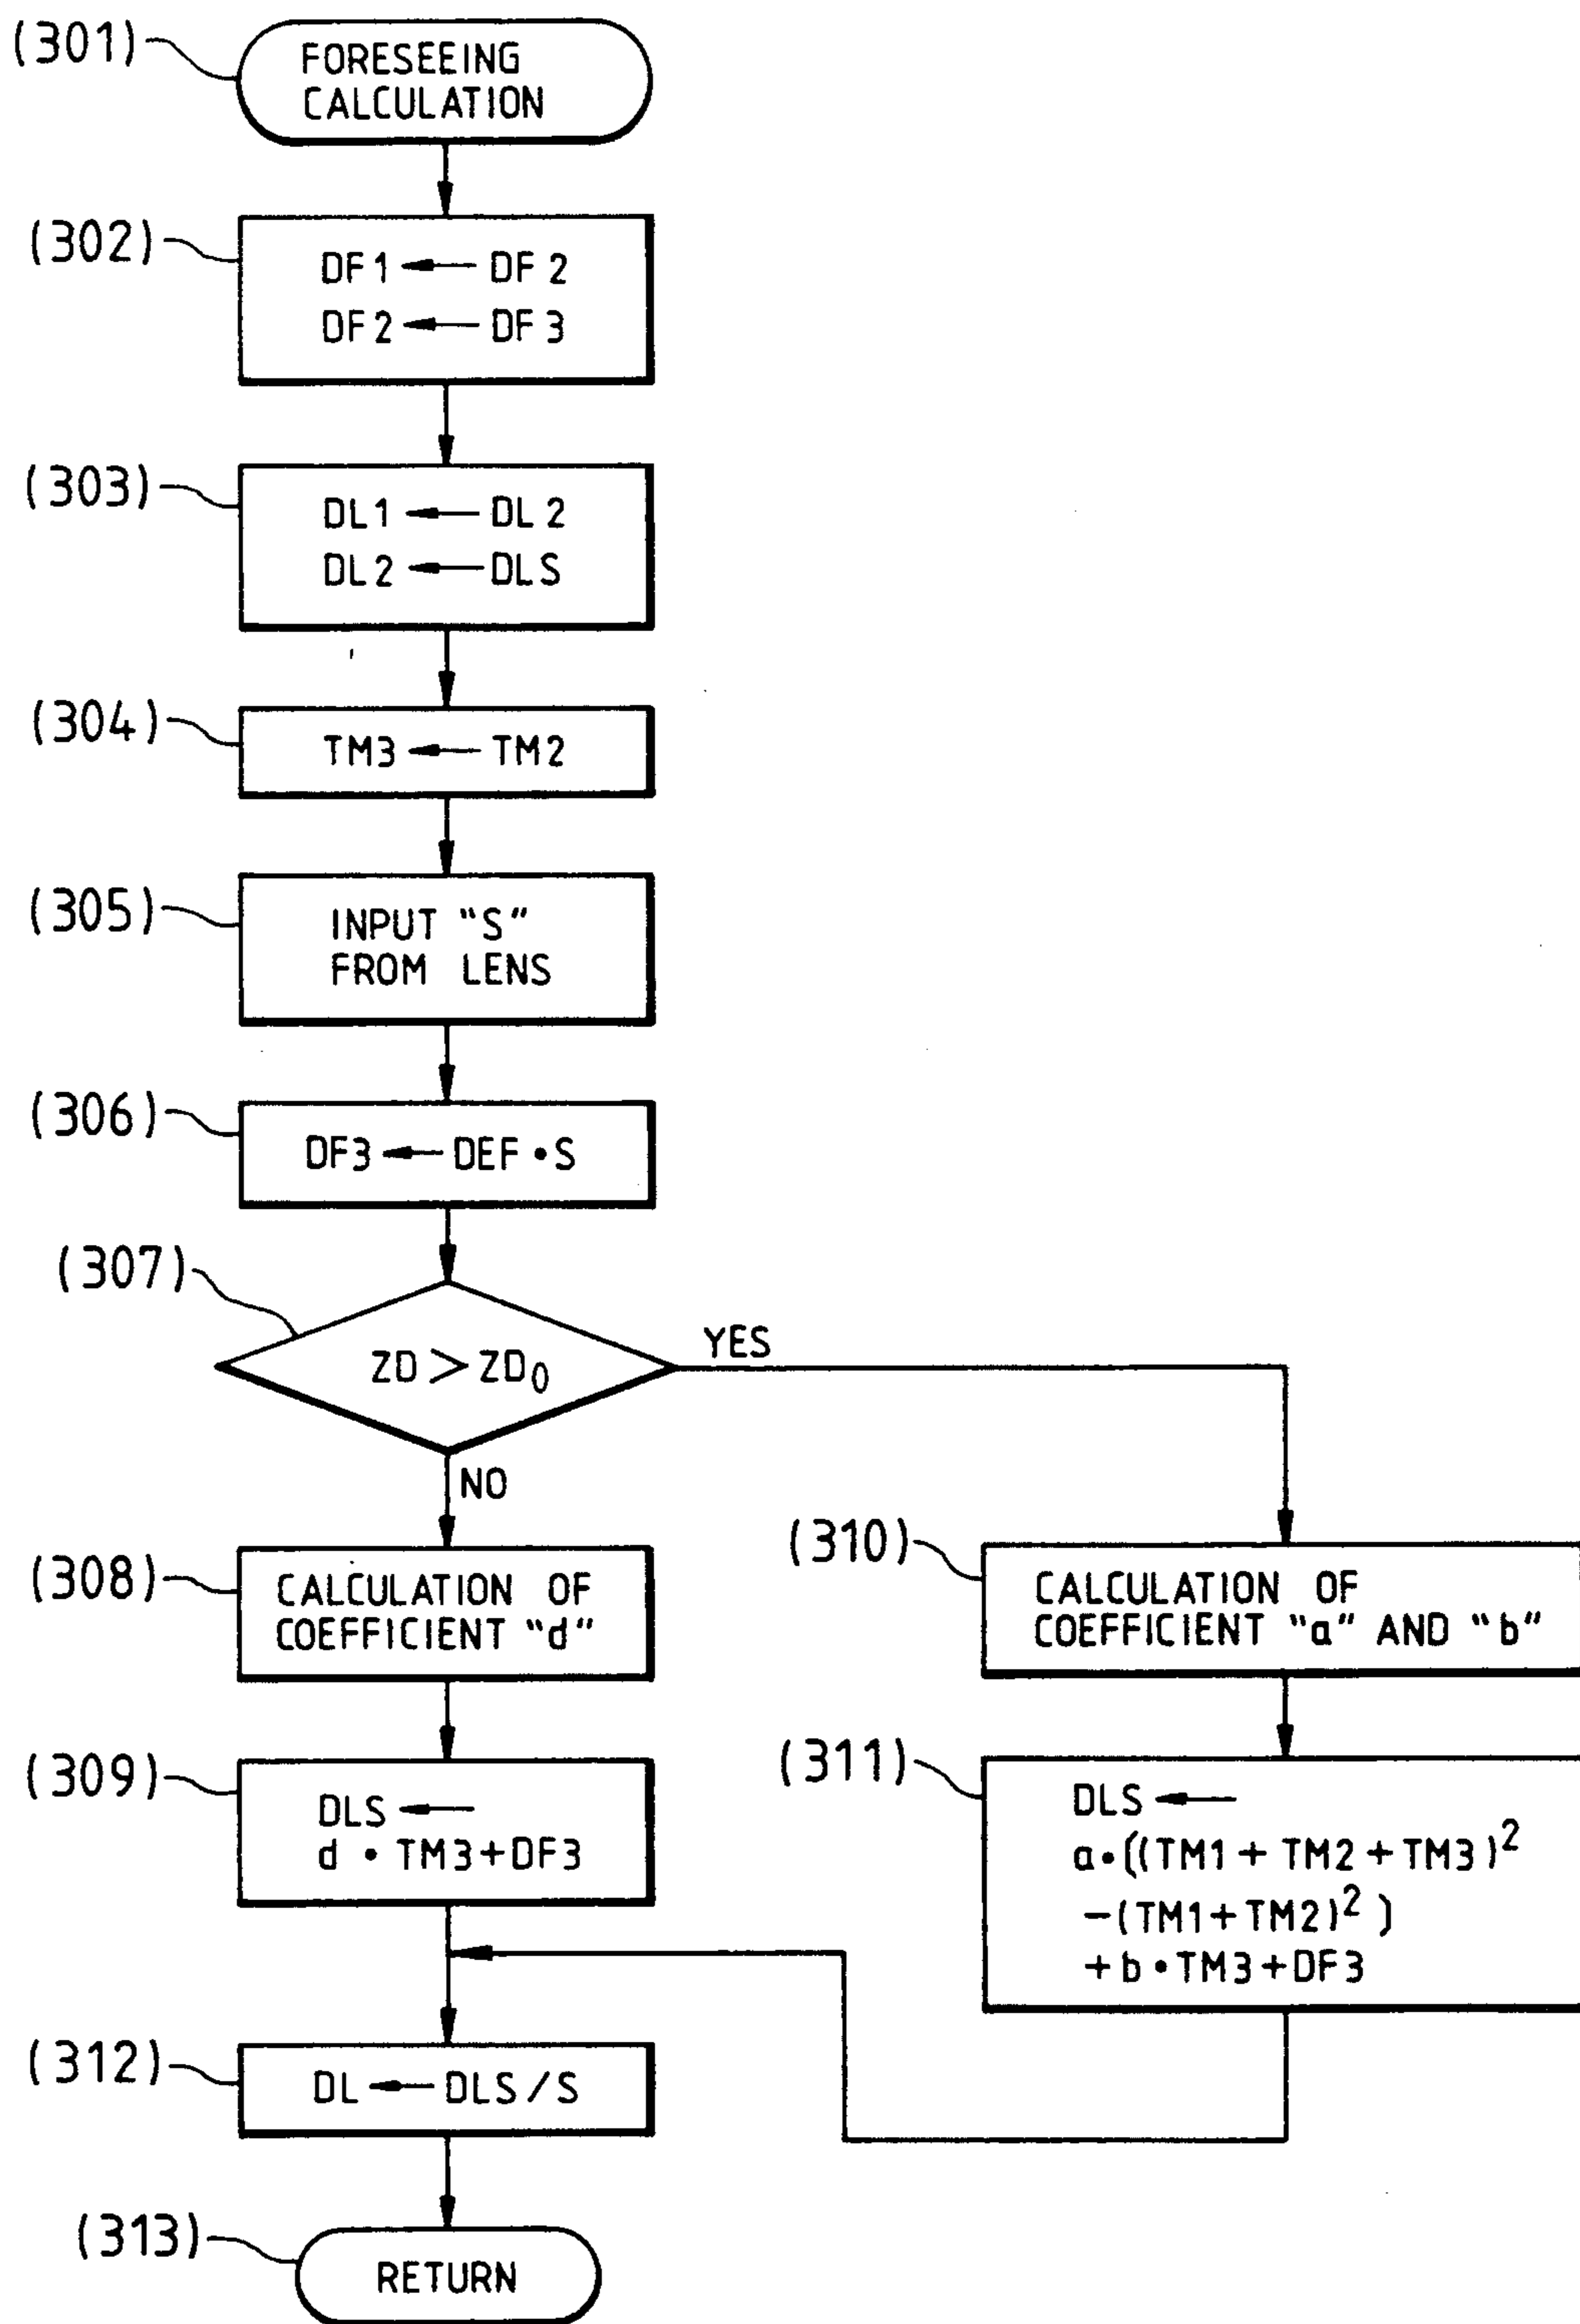 (301)
FORESEEING
CALCULATION
(302)
DF1 ← DF2
DF2 ← DF3
(303)
DL1 ← DL2
DL2 ← DLS
(304)
TM3 ← TM2
(305)
INPUT “S”
FROM LENS
(306)
DF3 ← DEF • S
(307)
ZD > ZD₀
YES
NO
(308)
CALCULATION OF
COEFFICIENT “d”
(310)
CALCULATION OF
COEFFICIENT “a” AND “b”
(309)
DLS ←
d • TM3+DF3
(311)
DLS ←
a•((TM1 + TM2 + TM3)²
−(TM1+TM2)²)
+b•TM3+DF3
(312)
DL ← DLS/S
(313)
RETURN